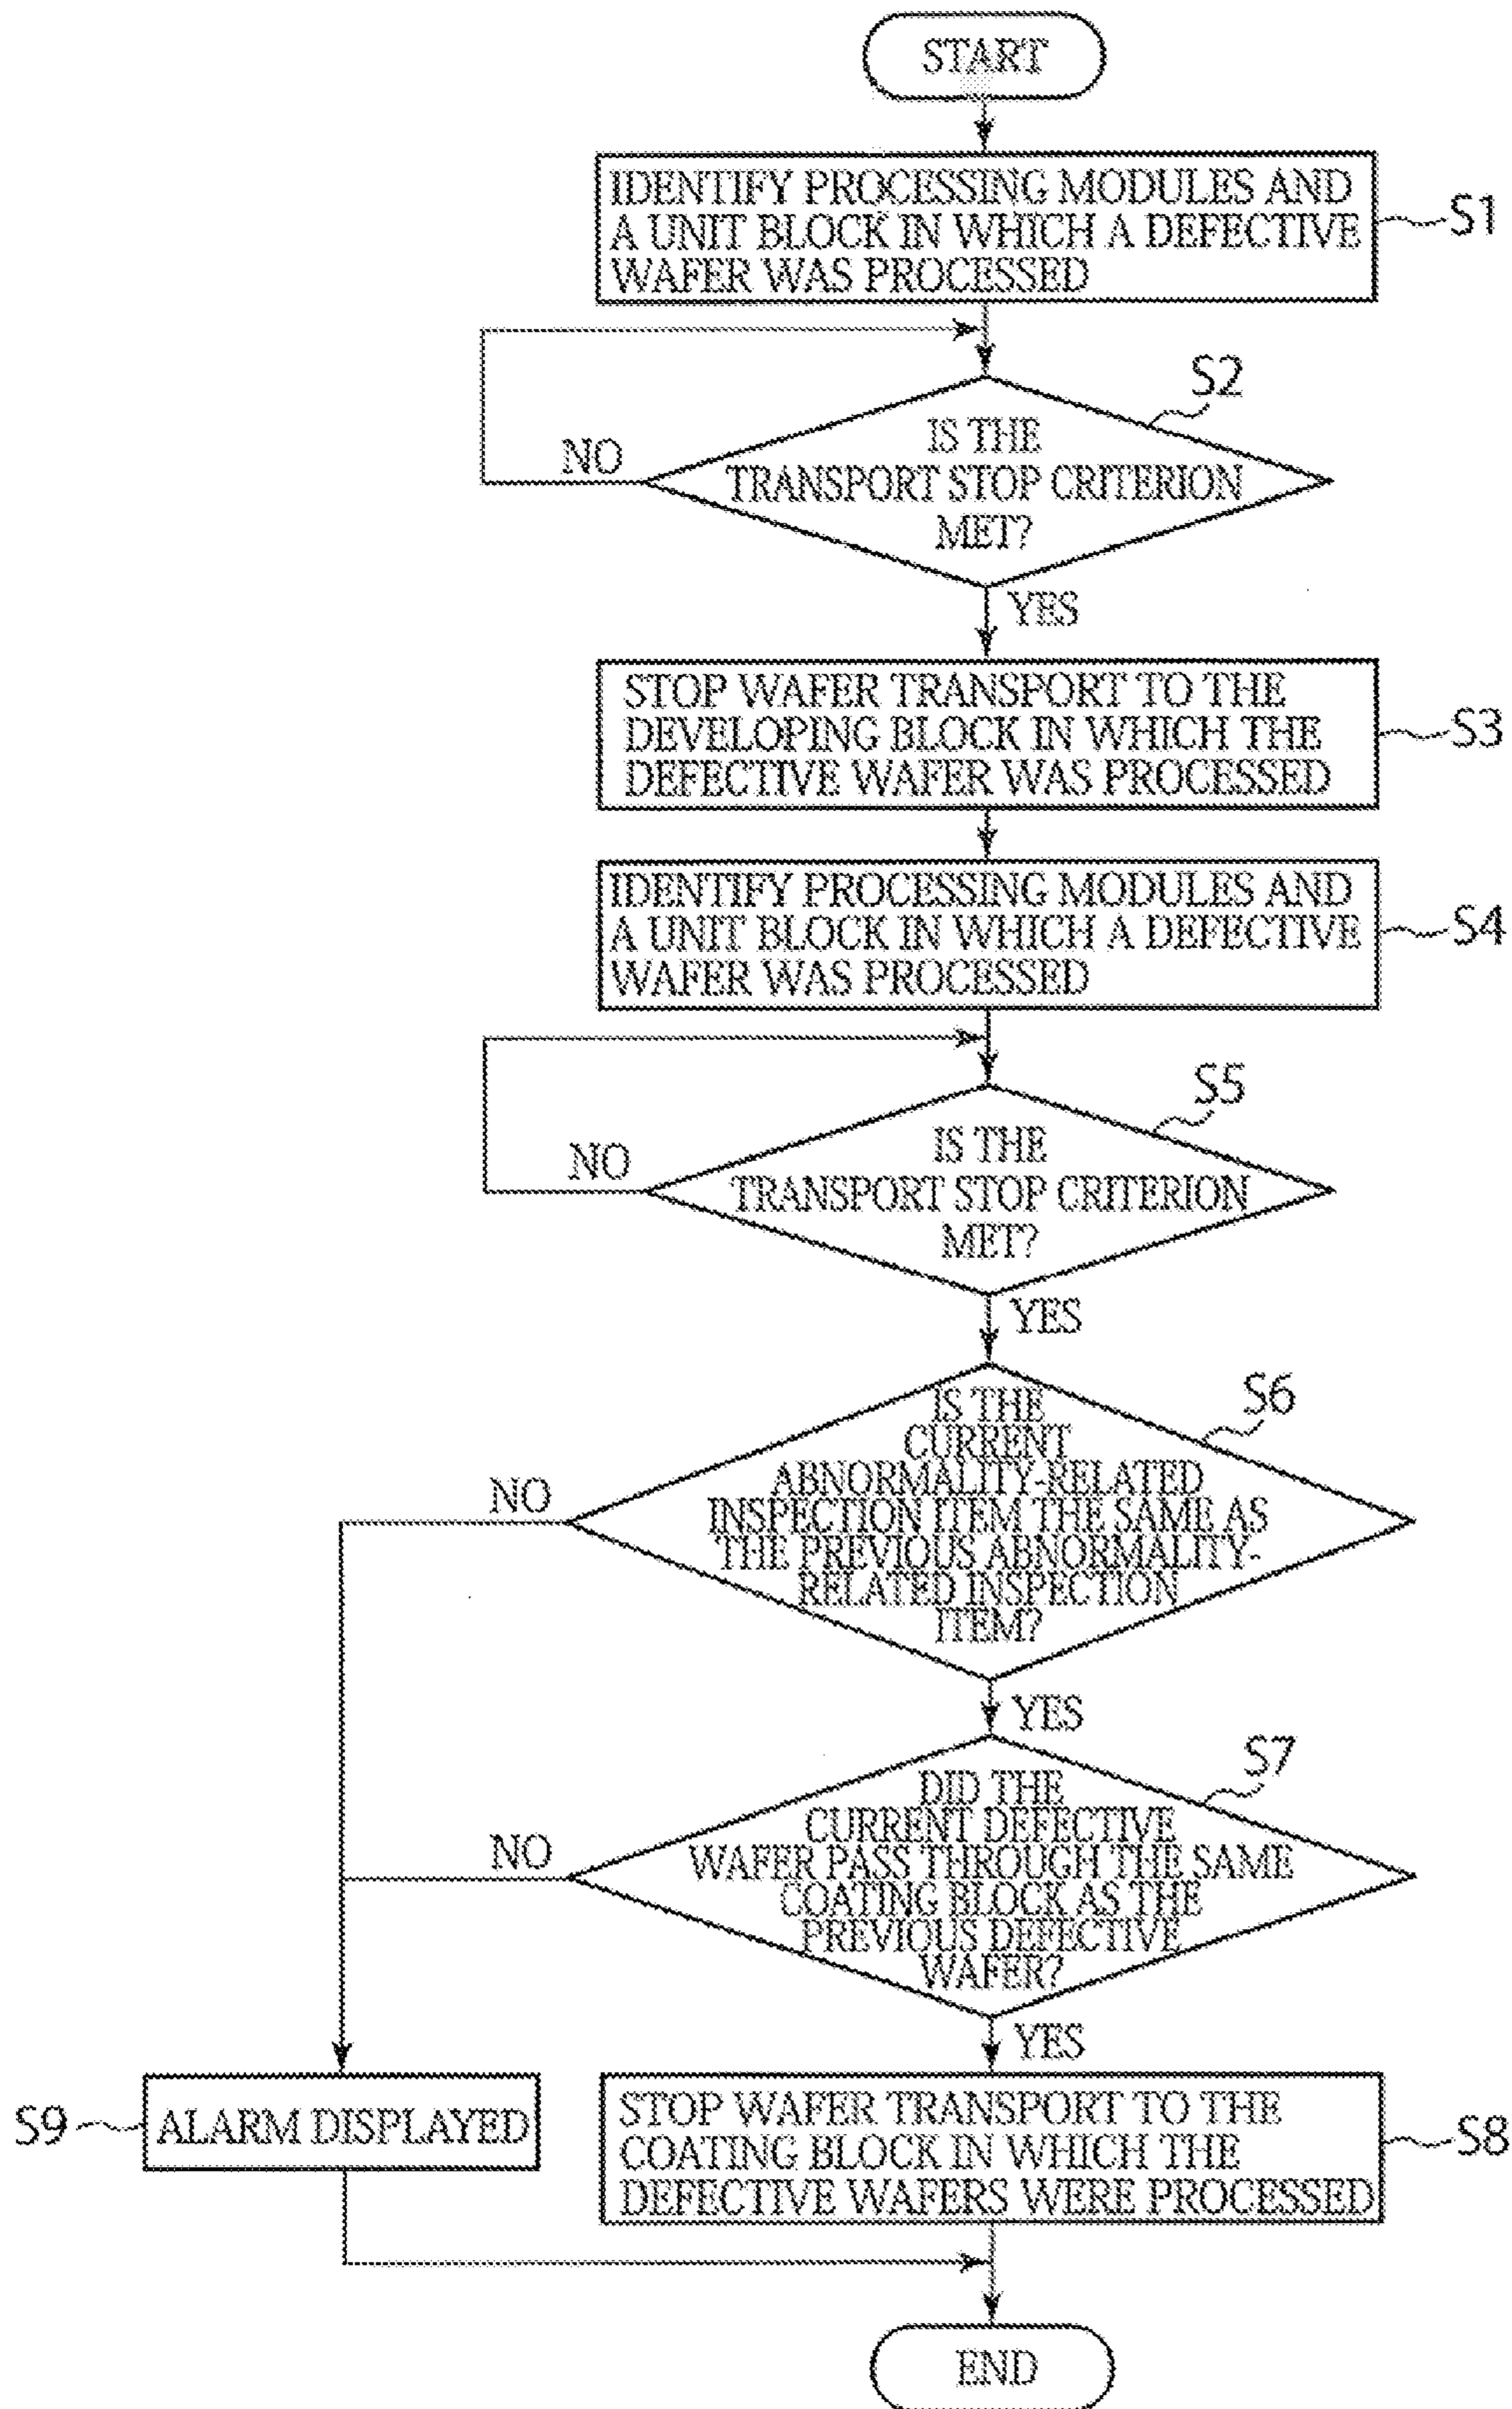 START
IDENTIFY PROCESSING MODULES AND
A UNIT BLOCK IN WHICH A DEFECTIVE
WAFER WAS PROCESSED
S1
S2
IS THE
TRANSPORT STOP CRITERION
MET?
NO
YES
STOP WAFER TRANSPORT TO THE
DEVELOPING BLOCK IN WHICH THE
DEFECTIVE WAFER WAS PROCESSED
S3
IDENTIFY PROCESSING MODULES AND
A UNIT BLOCK IN WHICH A DEFECTIVE
WAFER WAS PROCESSED
S4
S5
IS THE
TRANSPORT STOP CRITERION
MET?
NO
YES
S6
IS THE
CURRENT
ABNORMALITY-RELATED
INSPECTION ITEM THE SAME AS
THE PREVIOUS ABNORMALITY-
RELATED INSPECTION
ITEM?
NO
YES
S7
DID THE
CURRENT DEFECTIVE
WAFER PASS THROUGH THE SAME
COATING BLOCK AS THE
PREVIOUS DEFECTIVE
WAFER?
NO
YES
S9
ALARM DISPLAYED
STOP WAFER TRANSPORT TO THE
COATING BLOCK IN WHICH THE
DEFECTIVE WAFERS WERE PROCESSED
S8
END